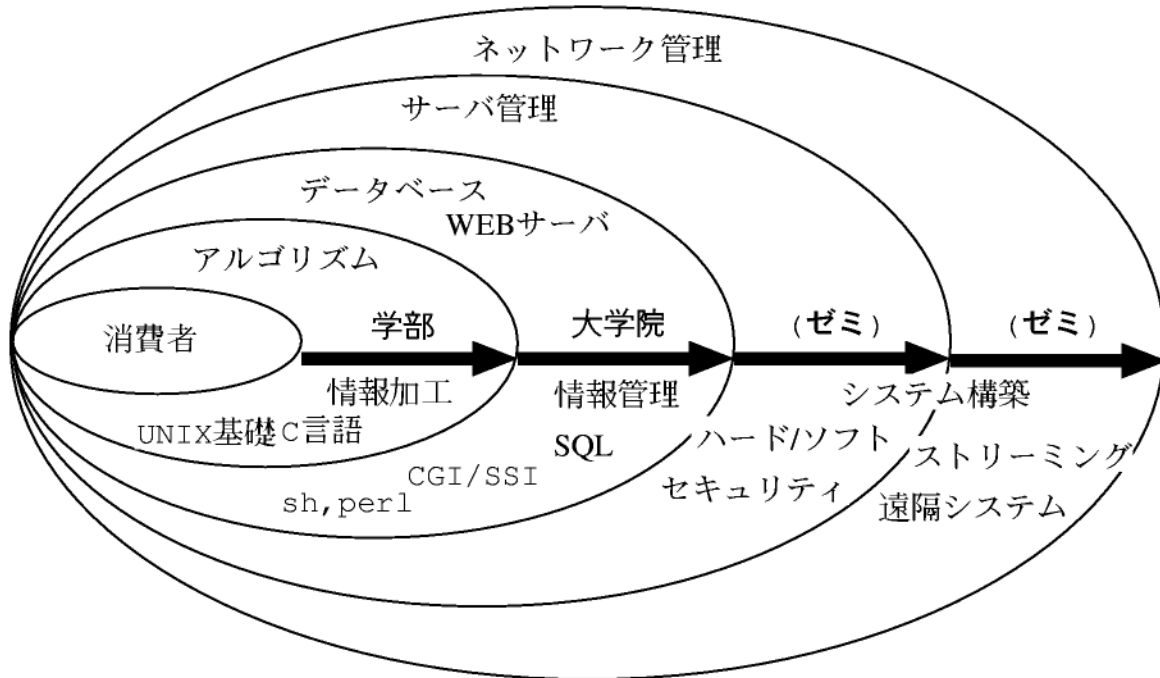 ネットワーク管理
サーバ管理
データベース
WEBサーバ
アルゴリズム
消費者
学部
大学院
(ゼミ)
(ゼミ)
情報加工
情報管理
システム構築
UNIX基礎 C言語
SQL
ハード/ソフト
ストリーミング
CGI/SSI
セキュリティ
sh,perl
遠隔システム